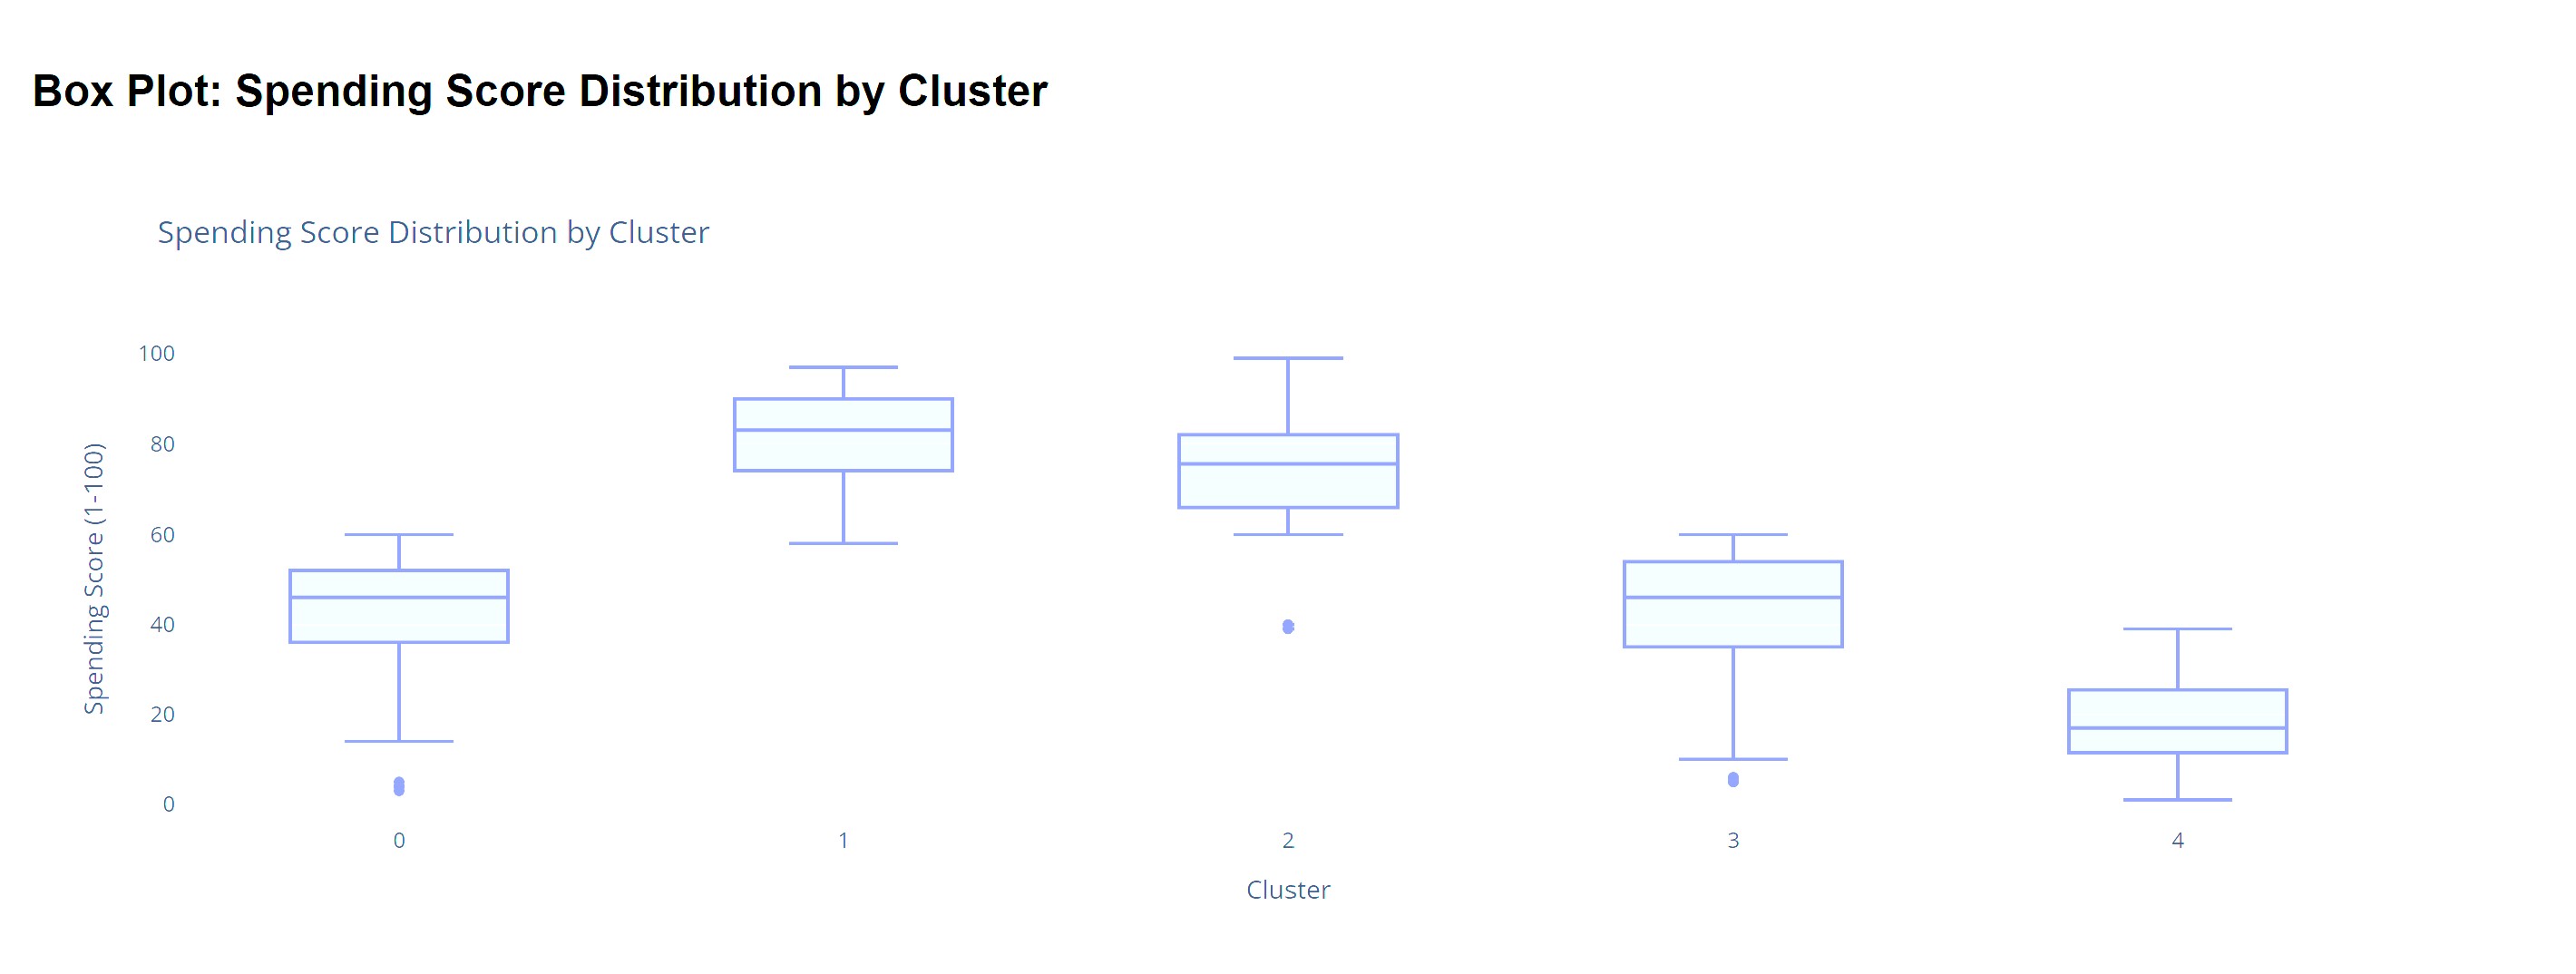 Box Plot: Spending Score Distribution by Cluster
Spending Score Distribution by Cluster
Spending Score (1-100)
100
80
60
40
20
0
0 1 2 3 4
Cluster